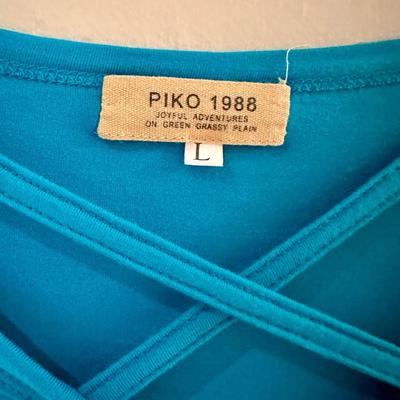 PIKO 1988
JOYFUL ADVENTURES
ON GREEN GRASSY PLAIN
L